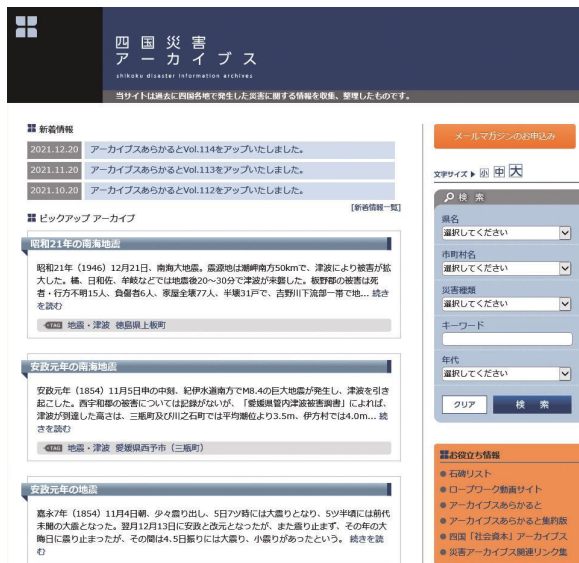 四国災害
アーカイブス
shikoku disaster information archives
当サイトは過去に四国各地で発生した災害に関する情報を収集、整理したものです。
新着情報
2021.12.20 アーカイブスあらかるとVol.114をアップいたしました。
2021.11.20 アーカイブスあらかるとVol.113をアップいたしました。
2021.10.20 アーカイブスあらかるとVol.112をアップいたしました。
[新着情報一覧]
ピックアップ アーカイブ
昭和21年の南海地震
昭和21年（1946）12月21日、南海大地震。震源地は潮岬南方50kmで、津波により被害が拡
大した。橘、日和佐、牟岐などでは地震後20～30分で津波が来襲した。板野郡の被害は死
者・行方不明15人、負傷者6人、家屋全壊77人、半壊31戸で、吉野川下流部一帯で地... 続き
を読む
TAG 地震・津波 徳島県上板町
安政元年の南海地震
安政元年（1854）11月5日申の中刻、紀伊水道南方でM8.4の巨大地震が発生し、津波を引き
起こした。西宇和郡の被害については記録がないが、「愛媛県管内津波被害調書」によれば、
津波が到達した高さは、三瓶町及び川之石町では平均潮位より3.5m、伊方村では4.0m... 続
きを読む
TAG 地震・津波 愛媛県西予市（三瓶町）
安政元年の地震
嘉永7年（1854）11月4日朝、少々震り出し、5日7ツ時には大震りとなり、5ツ半頃には前代
未聞の大震となった。翌月12月13日に安政と改元となったが、また震り止まず、その年の大
晦日に震り止まったが、その間は4.5日振りには大震り、小震りがあったという。 続きを読
む
メールマガジンのお申込み
文字サイズ 小 中 大
検 索
県名
選択してください
市町村名
選択してください
災害種類
選択してください
キーワード
年代
選択してください
クリア 検 索
お役立ち情報
石碑リスト
ロープワーク動画サイト
アーカイブスあらかると
アーカイブスあらかると集約版
四国「社会資本」アーカイブス
災害アーカイブス関連リンク集